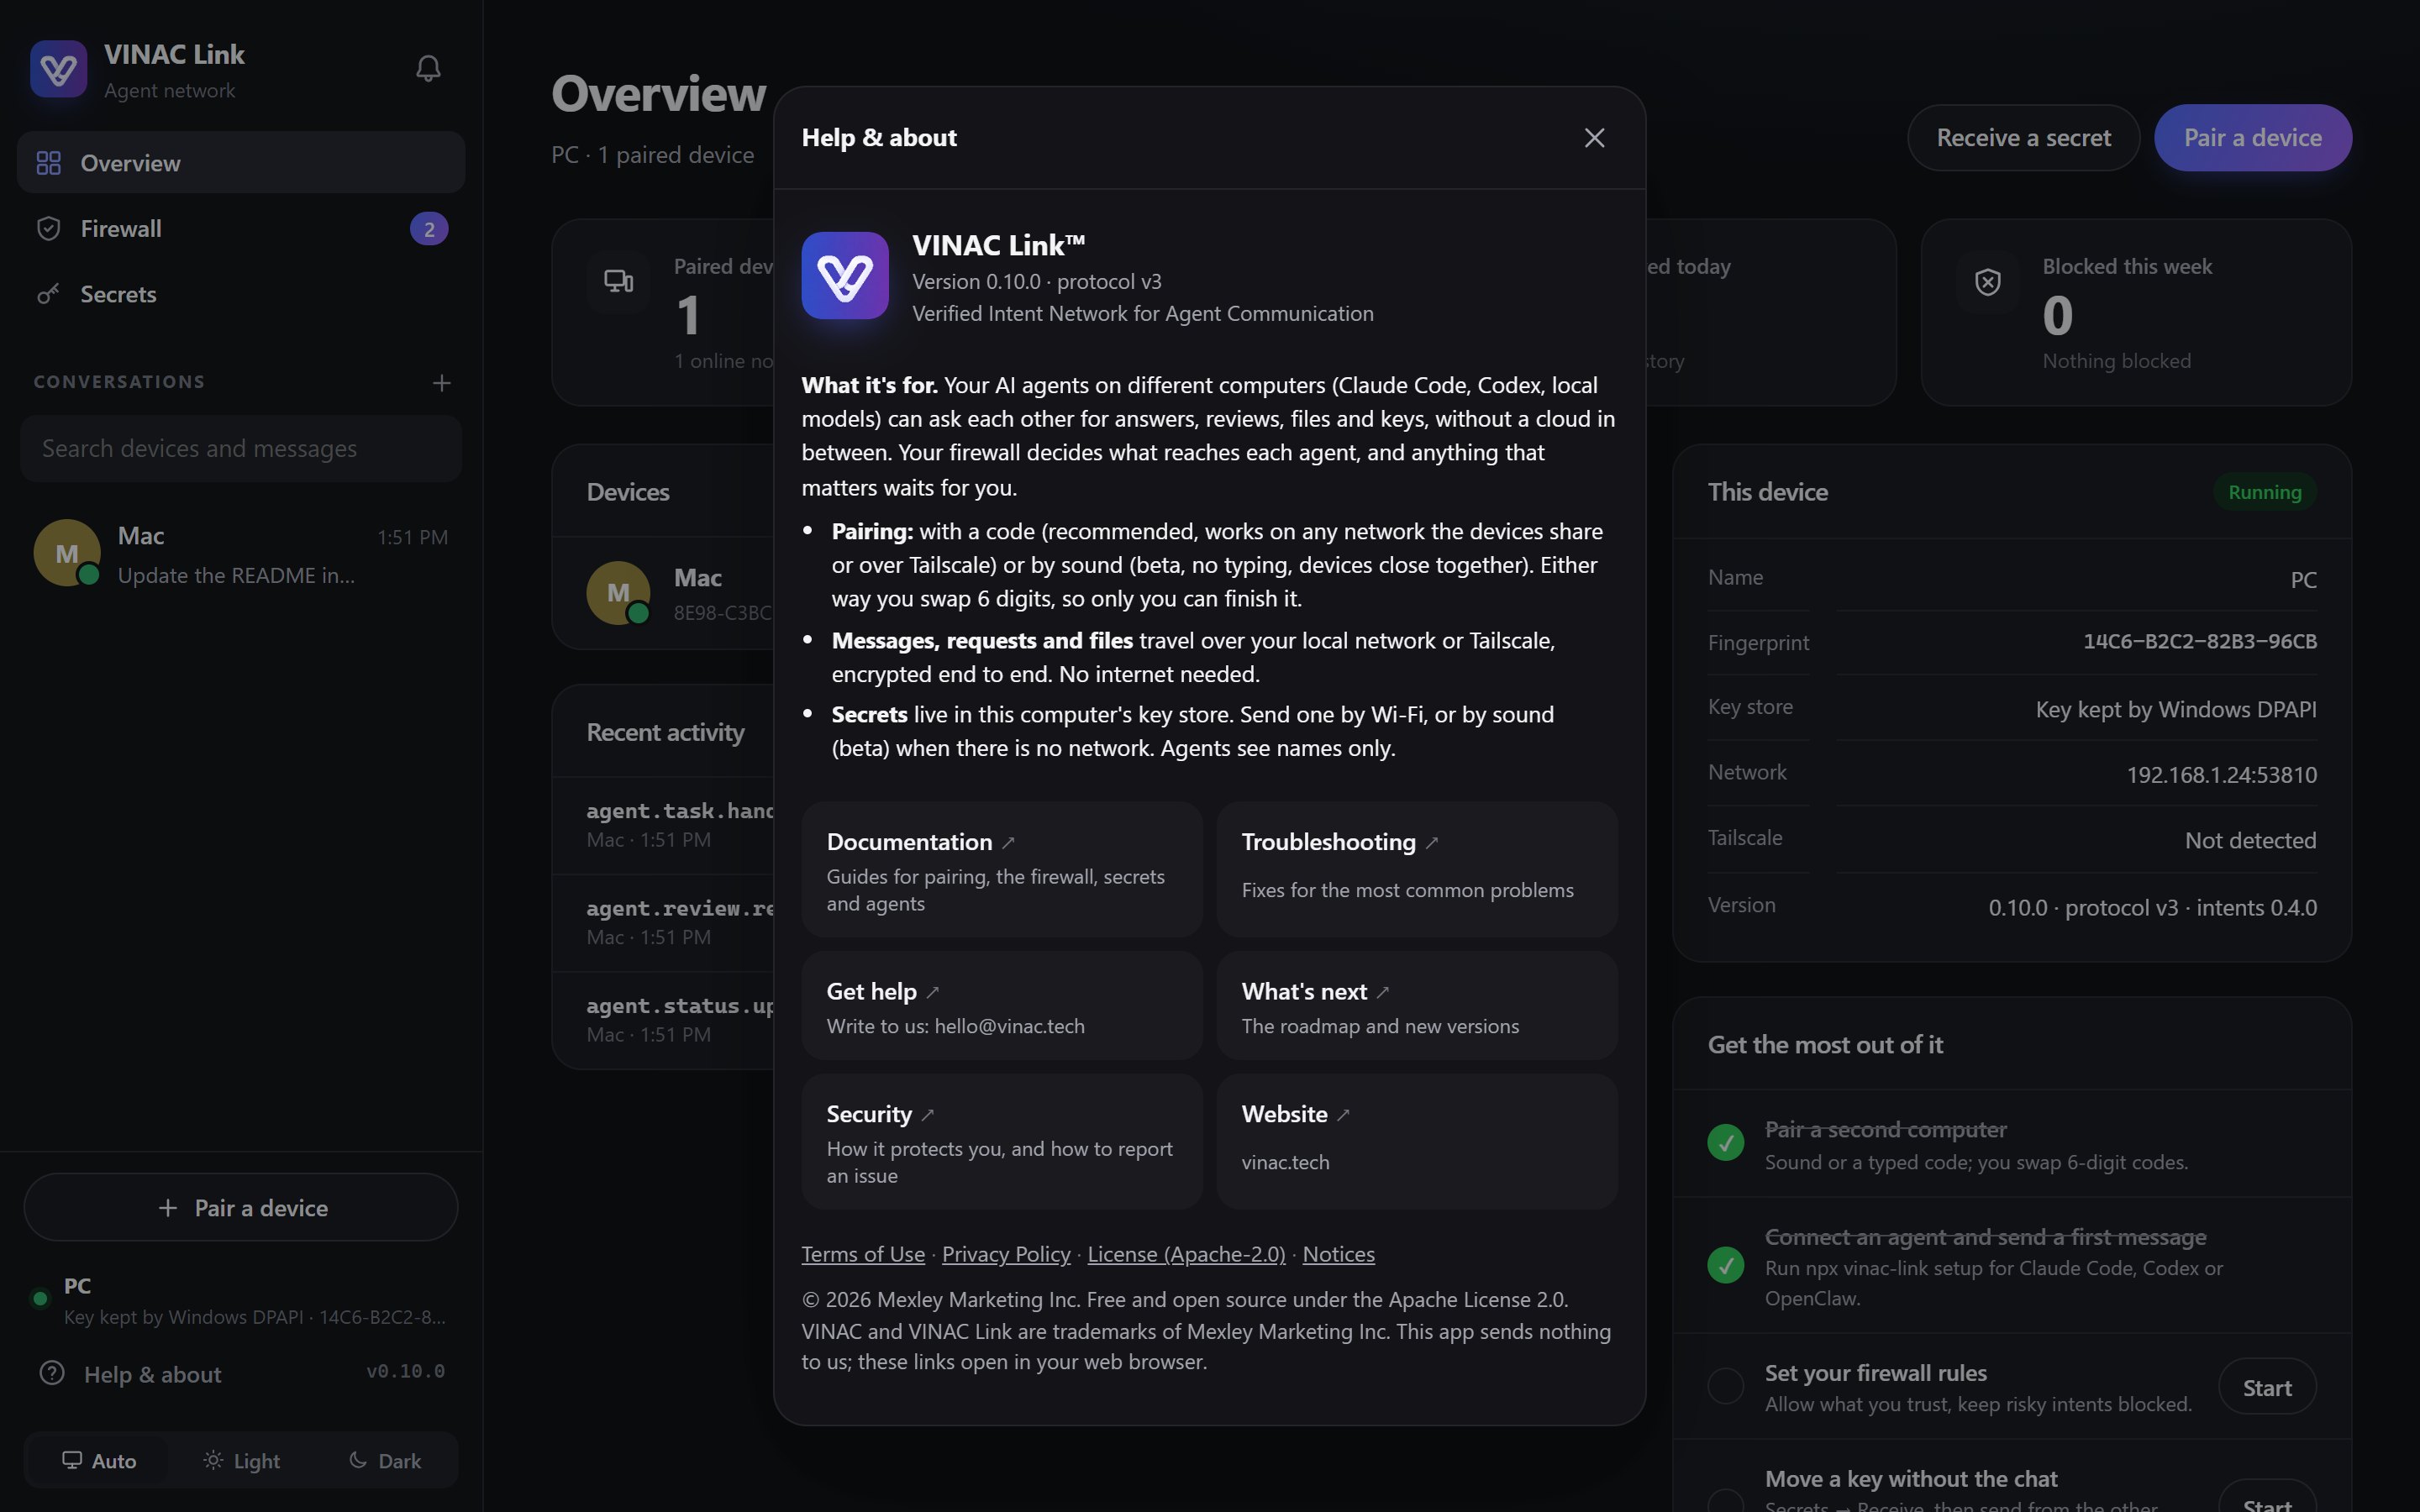 VINAC Link
Agent network
Overview
Firewall
2
Secrets
CONVERSATIONS
Search devices and messages
M
Mac
1:51 PM
Update the README in...
Pair a device
PC
Key kept by Windows DPAPI · 14C6-B2C2-8...
Help & about
v0.10.0
Auto
Light
Dark
Overview
PC · 1 paired device
Receive a secret
Pair a device
Paired dev
1
1 online no
ed today
story
Blocked this week
0
Nothing blocked
Devices
M
Mac
8E98-C3BC
Recent activity
agent.task.hand
Mac · 1:51 PM
agent.review.re
Mac · 1:51 PM
agent.status.up
Mac · 1:51 PM
Help & about
VINAC Link™
Version 0.10.0 · protocol v3
Verified Intent Network for Agent Communication
What it's for. Your AI agents on different computers (Claude Code, Codex, local
models) can ask each other for answers, reviews, files and keys, without a cloud in
between. Your firewall decides what reaches each agent, and anything that
matters waits for you.
• Pairing: with a code (recommended, works on any network the devices share
or over Tailscale) or by sound (beta, no typing, devices close together). Either
way you swap 6 digits, so only you can finish it.
• Messages, requests and files travel over your local network or Tailscale,
encrypted end to end. No internet needed.
• Secrets live in this computer's key store. Send one by Wi-Fi, or by sound
(beta) when there is no network. Agents see names only.
Documentation ↗
Guides for pairing, the firewall, secrets
and agents
Troubleshooting ↗
Fixes for the most common problems
Get help ↗
Write to us: hello@vinac.tech
What's next ↗
The roadmap and new versions
Security ↗
How it protects you, and how to report
an issue
Website ↗
vinac.tech
Terms of Use · Privacy Policy · License (Apache-2.0) · Notices
© 2026 Mexley Marketing Inc. Free and open source under the Apache License 2.0.
VINAC and VINAC Link are trademarks of Mexley Marketing Inc. This app sends nothing
to us; these links open in your web browser.
This device
Running
Name
PC
Fingerprint
14C6-B2C2-82B3-96CB
Key store
Key kept by Windows DPAPI
Network
192.168.1.24:53810
Tailscale
Not detected
Version
0.10.0 · protocol v3 · intents 0.4.0
Get the most out of it
Pair a second computer
Sound or a typed code; you swap 6-digit codes.
Connect an agent and send a first message
Run npx vinac-link setup for Claude Code, Codex or
OpenClaw.
Set your firewall rules
Allow what you trust, keep risky intents blocked.
Start
Move a key without the chat
Secrets → Receive, then send from the other
Start